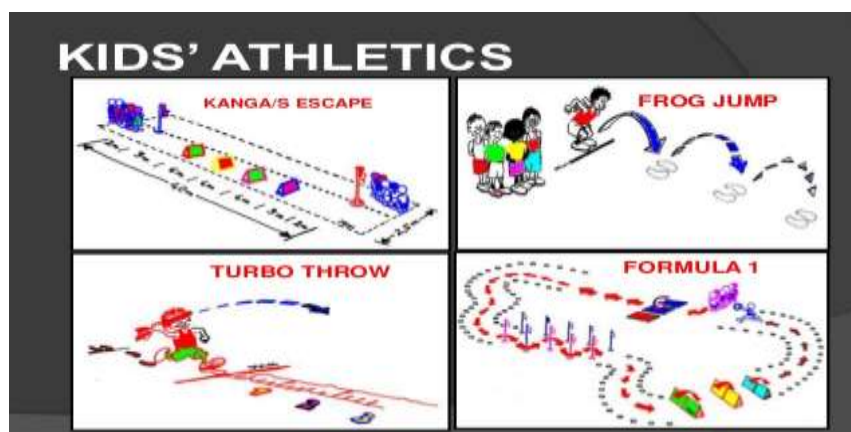 KIDS’ ATHLETICS
KANGA/S ESCAPE
FROG JUMP
TURBO THROW
FORMULA 1